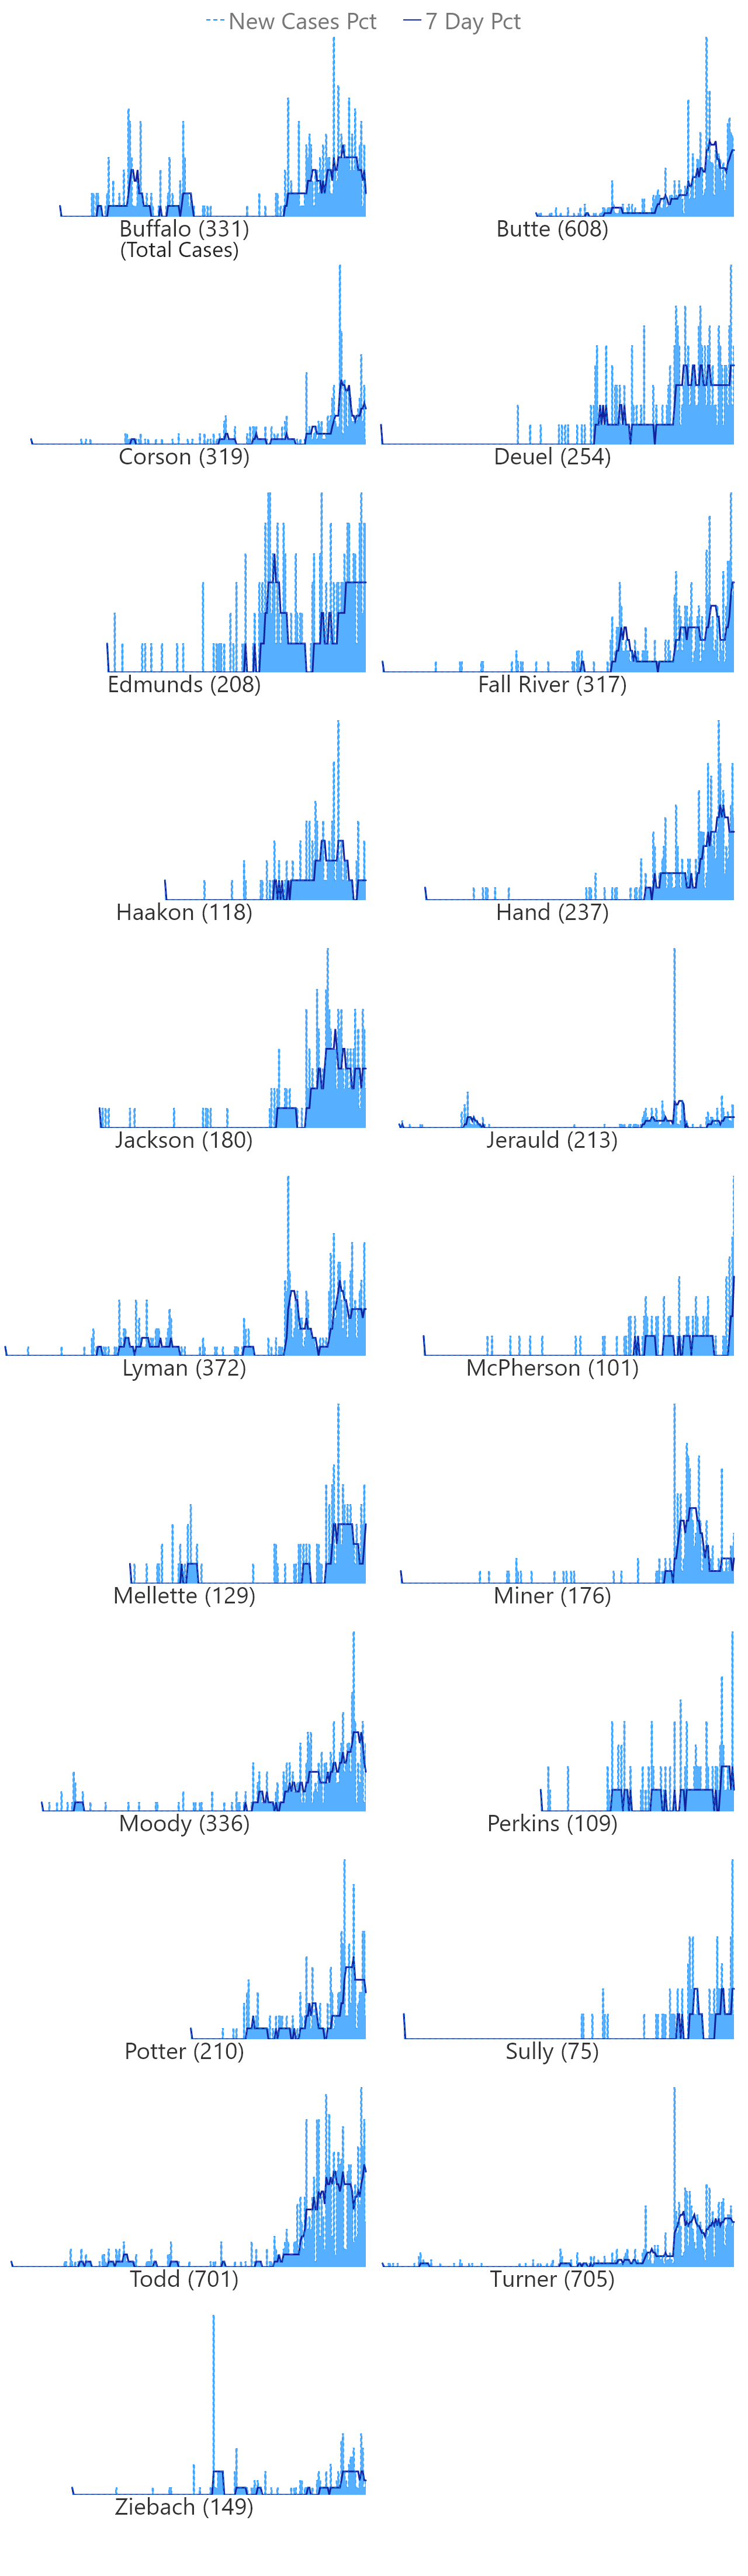 New Cases Pct 7 Day Pct
Buffalo (331) Butte (608)
(Total Cases)
Corson (319) Deuel (254)
Edmunds (208) Fall River (317)
Haakon (118) Hand (237)
Jackson (180) Jerauld (213)
Lyman (372) McPherson (101)
Mellette (129) Miner (176)
Moody (336) Perkins (109)
Potter (210) Sully (75)
Todd (701) Turner (705)
Ziebach (149)